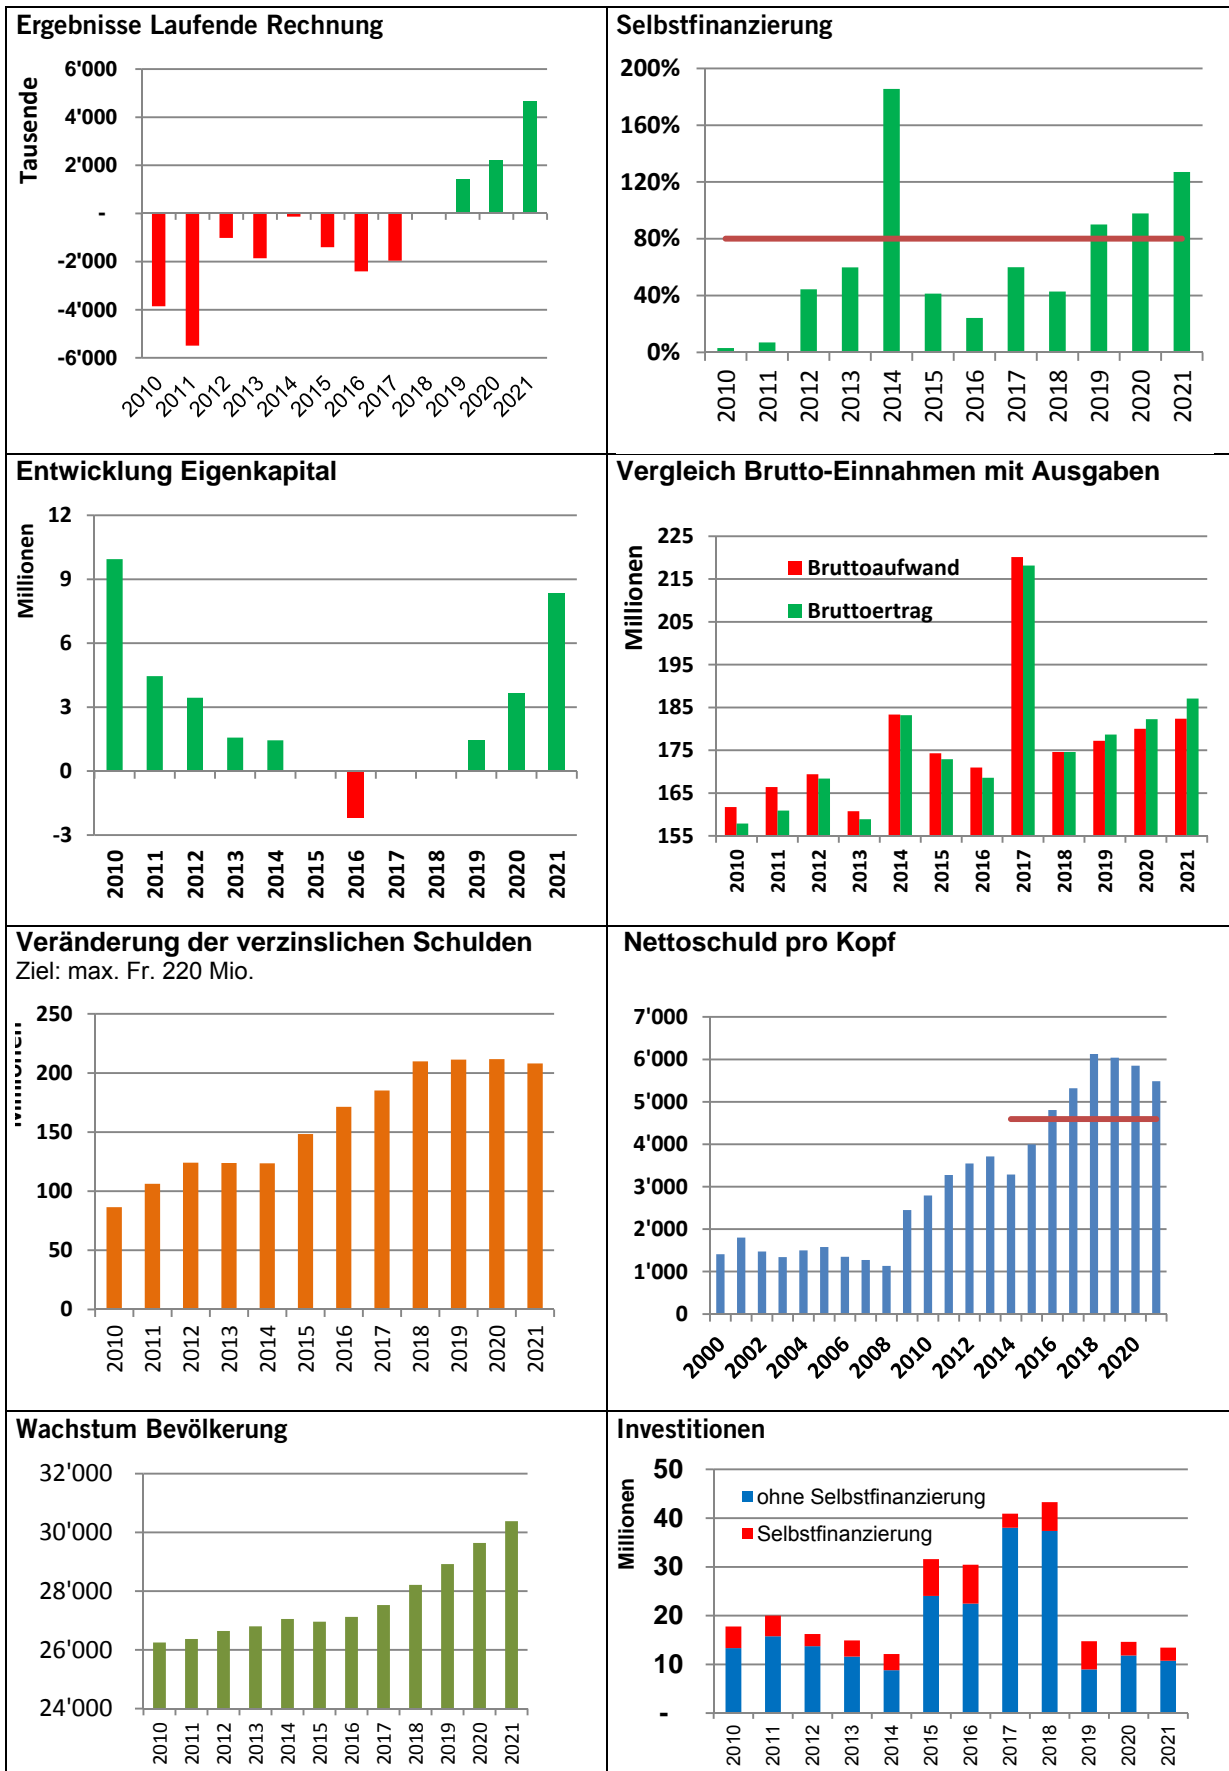 Ergebnisse Laufende Rechnung
Tausende
6'000
4'000
2'000
-
-2'000
-4'000
-6'000
2010 2011 2012 2013 2014 2015 2016 2017 2018 2019 2020 2021
Selbstfinanzierung
200%
160%
120%
80%
40%
0%
2010 2011 2012 2013 2014 2015 2016 2017 2018 2019 2020 2021
Entwicklung Eigenkapital
Millionen
12
9
6
3
0
-3
2010 2011 2012 2013 2014 2015 2016 2017 2018 2019 2020 2021
Vergleich Brutto-Einnahmen mit Ausgaben
Millionen
225
215
205
195
185
175
165
155
Bruttoaufwand
Bruttoertrag
2010 2011 2012 2013 2014 2015 2016 2017 2018 2019 2020 2021
Veränderung der verzinslichen Schulden
Ziel: max. Fr. 220 Mio.
Millionen
250
200
150
100
50
0
2010 2011 2012 2013 2014 2015 2016 2017 2018 2019 2020 2021
Nettoschuld pro Kopf
7'000
6'000
5'000
4'000
3'000
2'000
1'000
0
2000 2002 2004 2006 2008 2010 2012 2014 2016 2018 2020
Wachstum Bevölkerung
32'000
30'000
28'000
26'000
24'000
2010 2011 2012 2013 2014 2015 2016 2017 2018 2019 2020 2021
Investitionen
Millionen
50
40
30
20
10
-
ohne Selbstfinanzierung
Selbstfinanzierung
2010 2011 2012 2013 2014 2015 2016 2017 2018 2019 2020 2021